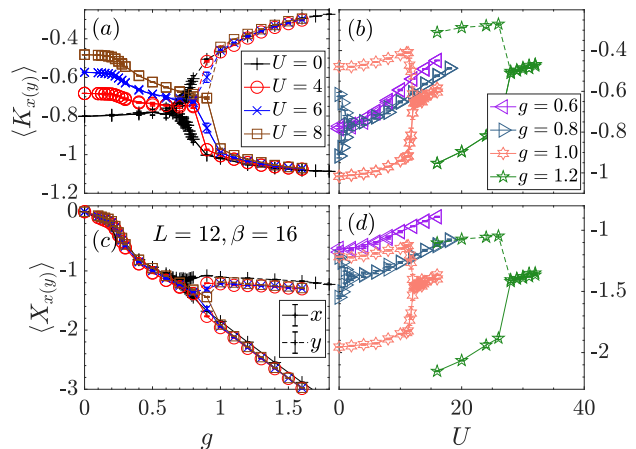 (a)
⟨K_{x(y)}⟩
-0.4
-0.6
-0.8
-1
-1.2
U = 0
U = 4
U = 6
U = 8
(b)
-0.4
-0.6
-0.8
-1
g = 0.6
g = 0.8
g = 1.0
g = 1.2
(c)
⟨X_{x(y)}⟩
0
-1
-2
-3
L = 12, β = 16
x
y
0 0.5 1 1.5
g
(d)
-1
-1.5
-2
0 20 40
U